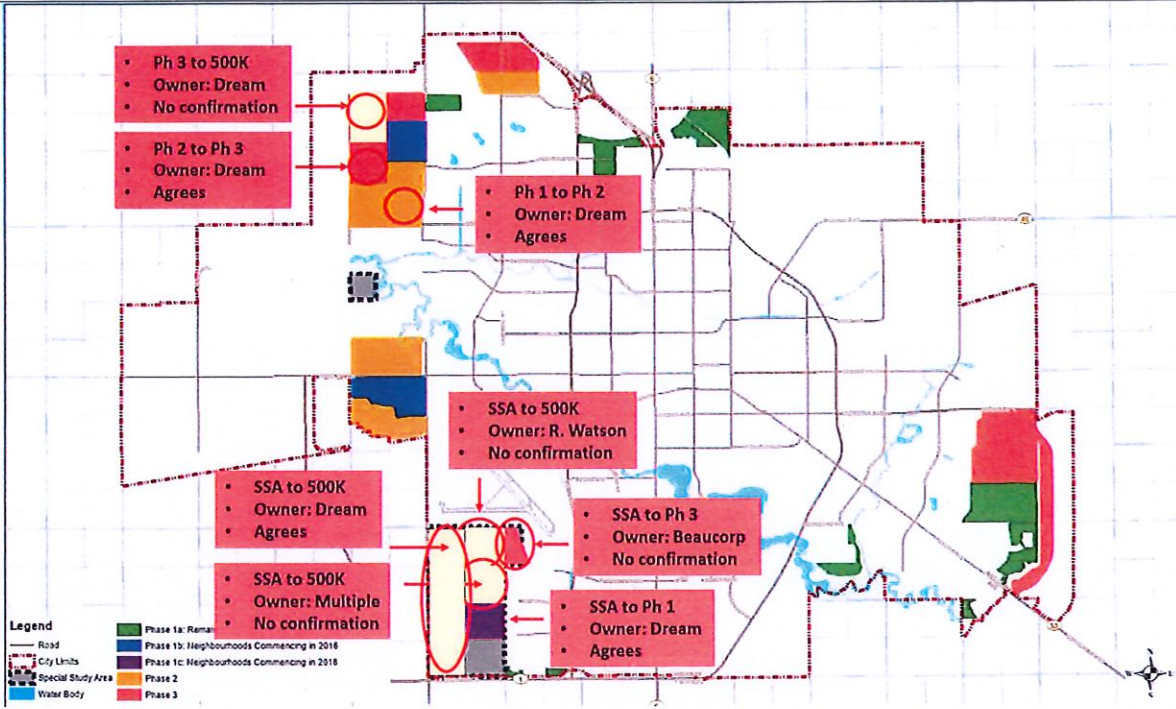 • Ph 3 to 500K
• Owner: Dream
• No confirmation
• Ph 2 to Ph 3
• Owner: Dream
• Agrees
• Ph 1 to Ph 2
• Owner: Dream
• Agrees
• SSA to 500K
• Owner: R. Watson
• No confirmation
• SSA to 500K
• Owner: Dream
• Agrees
• SSA to Ph 3
• Owner: Beaucorp
• No confirmation
• SSA to 500K
• Owner: Multiple
• No confirmation
• SSA to Ph 1
• Owner: Dream
• Agrees
Legend
Road
City Limits
Special Study Area
Water Body
Phase 1a:
Phase 1b: Neighbourhoods Commencing in 2016
Phase 1c: Neighbourhoods Commencing in 2018
Phase 2
Phase 3
6
1
N